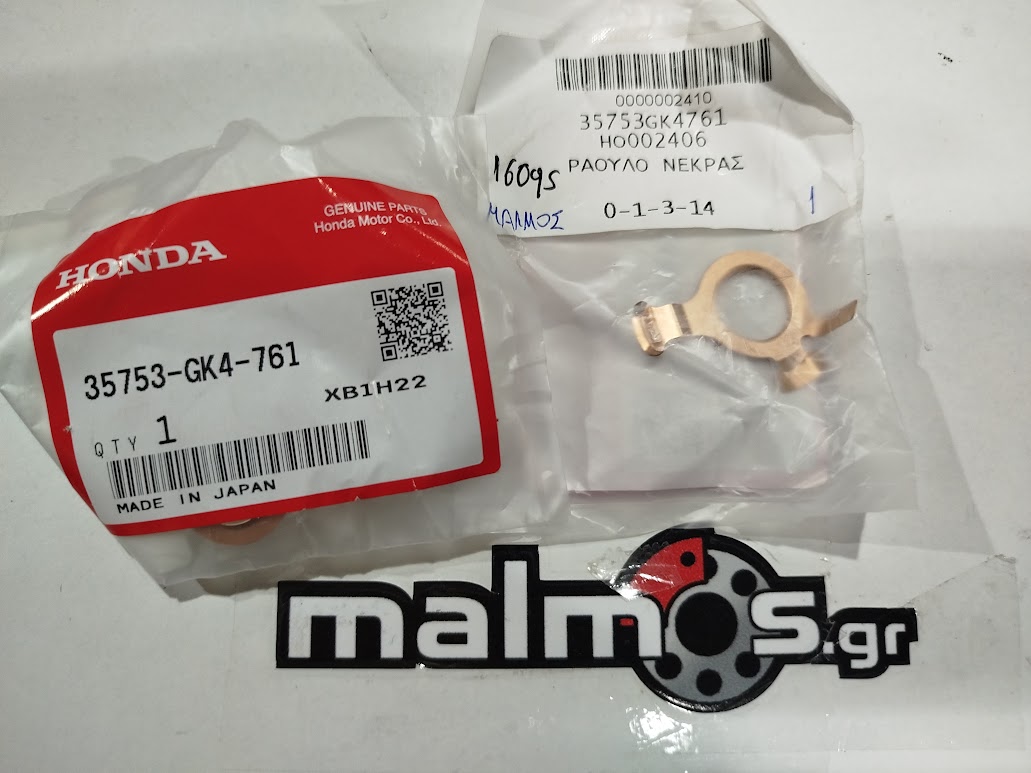 HONDA
GENUINE PARTS
Honda Motor Co., Ltd.
35753-GK4-761
XB1H22
QTY 1
MADE IN JAPAN
0000002410
35753GK4761
HO002406
ΡΑΟΥΛΟ ΝΕΚΡΑΣ
160gs
ΜΑΛΜΟΣ 0-1-3-14 1
malmos.gr